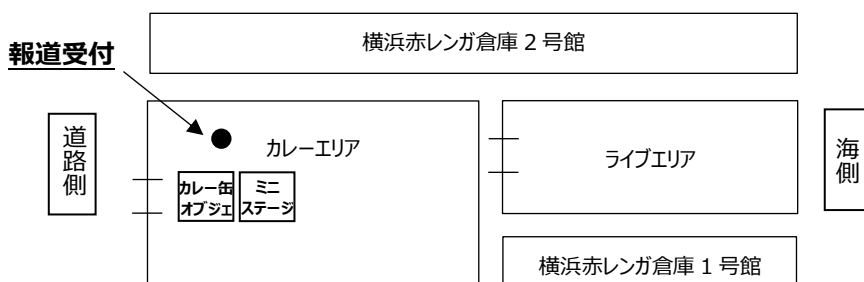 横浜赤レンガ倉庫 2 号館
報道受付
道路側
カレーエリア
カレー缶
オブジェ
ミニ
ステージ
ライブエリア
海側
横浜赤レンガ倉庫 1 号館